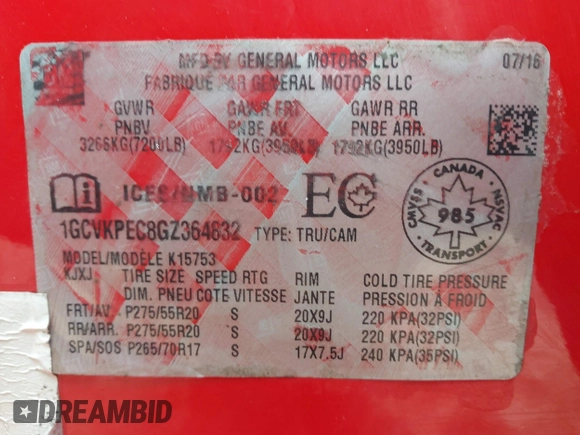 MFD BY GENERAL MOTORS LLC 07/16
FABRIQUE PAR GENERAL MOTORS LLC
GVWR GAWR FRT GAWR RR
PNBV PNBE AV. PNBE ARR.
3266KG(7200LB) 1792KG(3950LB) 1792KG(3950LB)
ICES/NMB-002 EC
CANADA
CMVSS 985 NSVAC
TRANSPORT
1GCVKPEC8GZ364832 TYPE: TRU/CAM
MODEL/MODÈLE K15753
KJXJ TIRE SIZE SPEED RTG RIM COLD TIRE PRESSURE
DIM. PNEU COTE VITESSE JANTE PRESSION À FROID
FRT/AV. P275/55R20 S 20X9J 220 KPA(32PSI)
RR/ARR. P275/55R20 S 20X9J 220 KPA(32PSI)
SPA/SOS P265/70R17 S 17X7.5J 240 KPA(35PSI)
DREAMBID